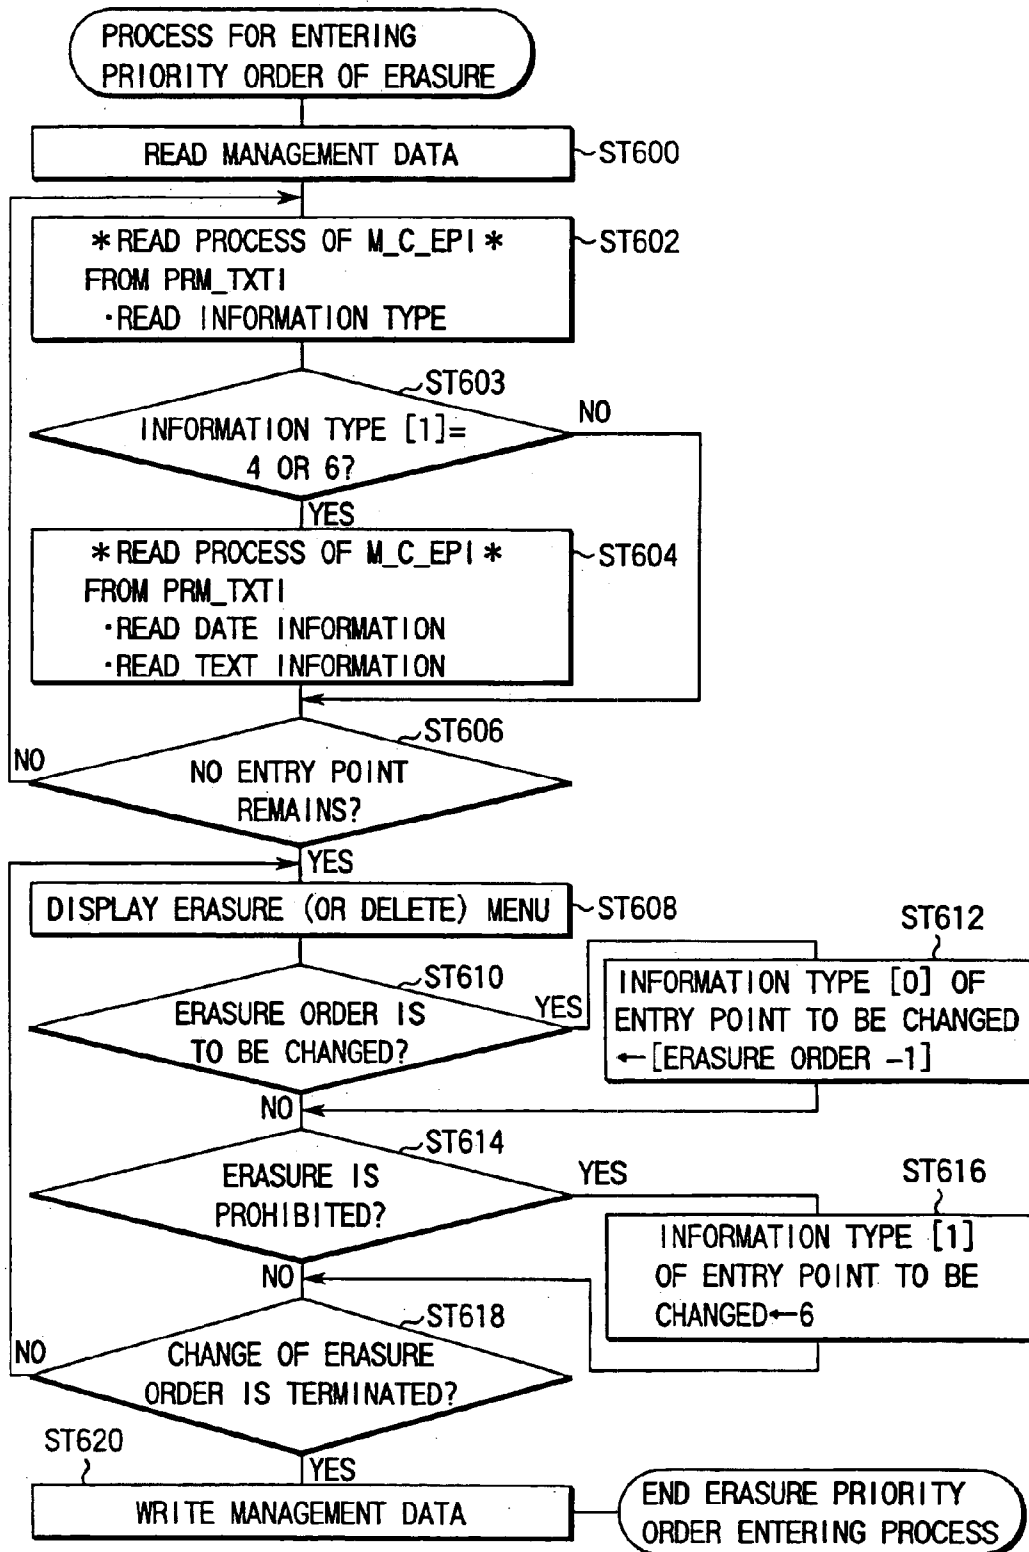 PROCESS FOR ENTERING
PRIORITY ORDER OF ERASURE
READ MANAGEMENT DATA
ST600
*READ PROCESS OF M_C_EPI*
FROM PRM_TXTI
·READ INFORMATION TYPE
ST602
ST603
INFORMATION TYPE [1]=
4 OR 6?
NO
YES
*READ PROCESS OF M_C_EPI*
FROM PRM_TXTI
·READ DATE INFORMATION
·READ TEXT INFORMATION
ST604
ST606
NO ENTRY POINT
REMAINS?
NO
YES
DISPLAY ERASURE (OR DELETE) MENU
ST608
ST610
ERASURE ORDER IS
TO BE CHANGED?
YES
NO
ST612
INFORMATION TYPE [0] OF
ENTRY POINT TO BE CHANGED
←[ERASURE ORDER -1]
ST614
ERASURE IS
PROHIBITED?
YES
NO
ST616
INFORMATION TYPE [1]
OF ENTRY POINT TO BE
CHANGED←6
ST618
CHANGE OF ERASURE
ORDER IS TERMINATED?
NO
YES
ST620
WRITE MANAGEMENT DATA
END ERASURE PRIORITY
ORDER ENTERING PROCESS